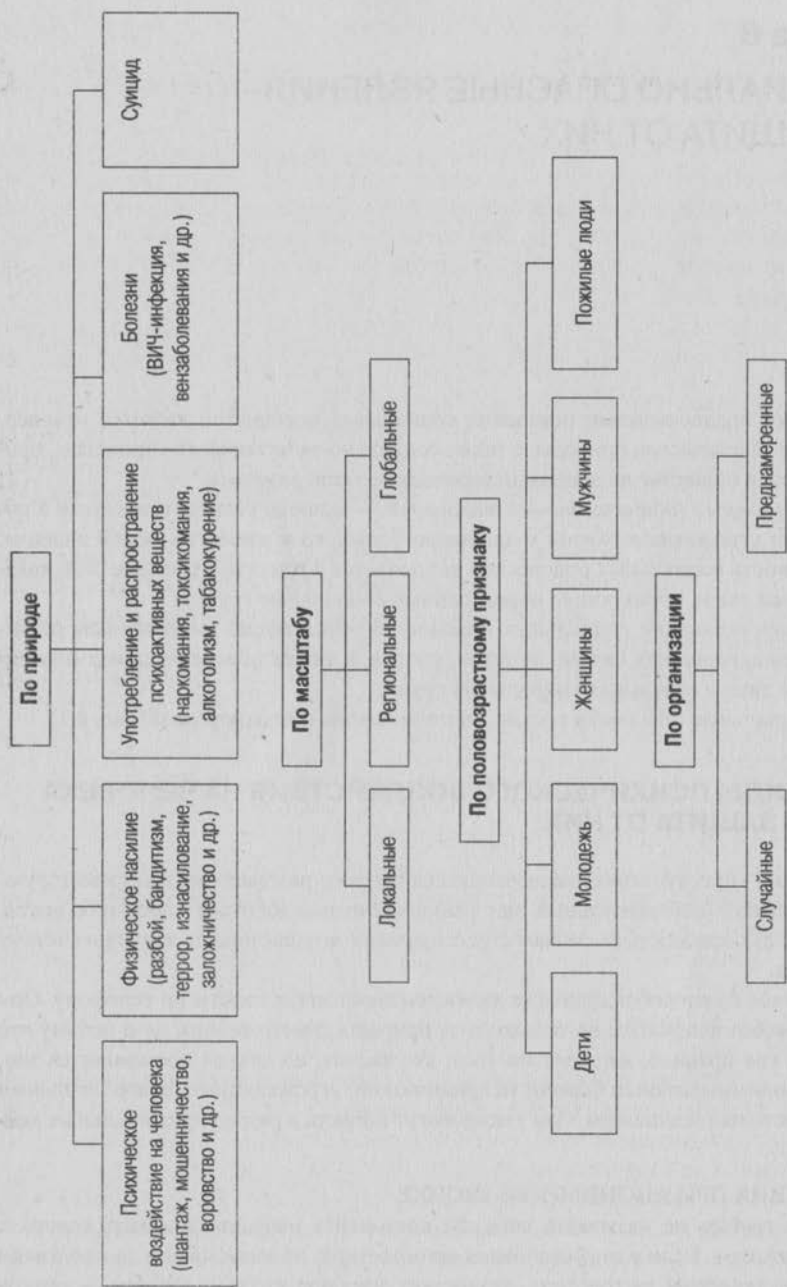 По природе
Психическое
воздействие на человека
(шантаж, мошенничество,
воровство и др.)
Физическое насилие
(разбой, бандитизм,
террор, изнасилование,
заложничество и др.)
Употребление и распространение
психоактивных веществ
(наркомания, токсикомания,
алкоголизм, табакокурение)
Болезни
(ВИЧ-инфекция,
вензаболевания и др.)
Суицид
По масштабу
Локальные
Региональные
Глобальные
По половозрастному признаку
Дети
Молодежь
Женщины
Мужчины
Пожилые люди
По организации
Случайные
Преднамеренные